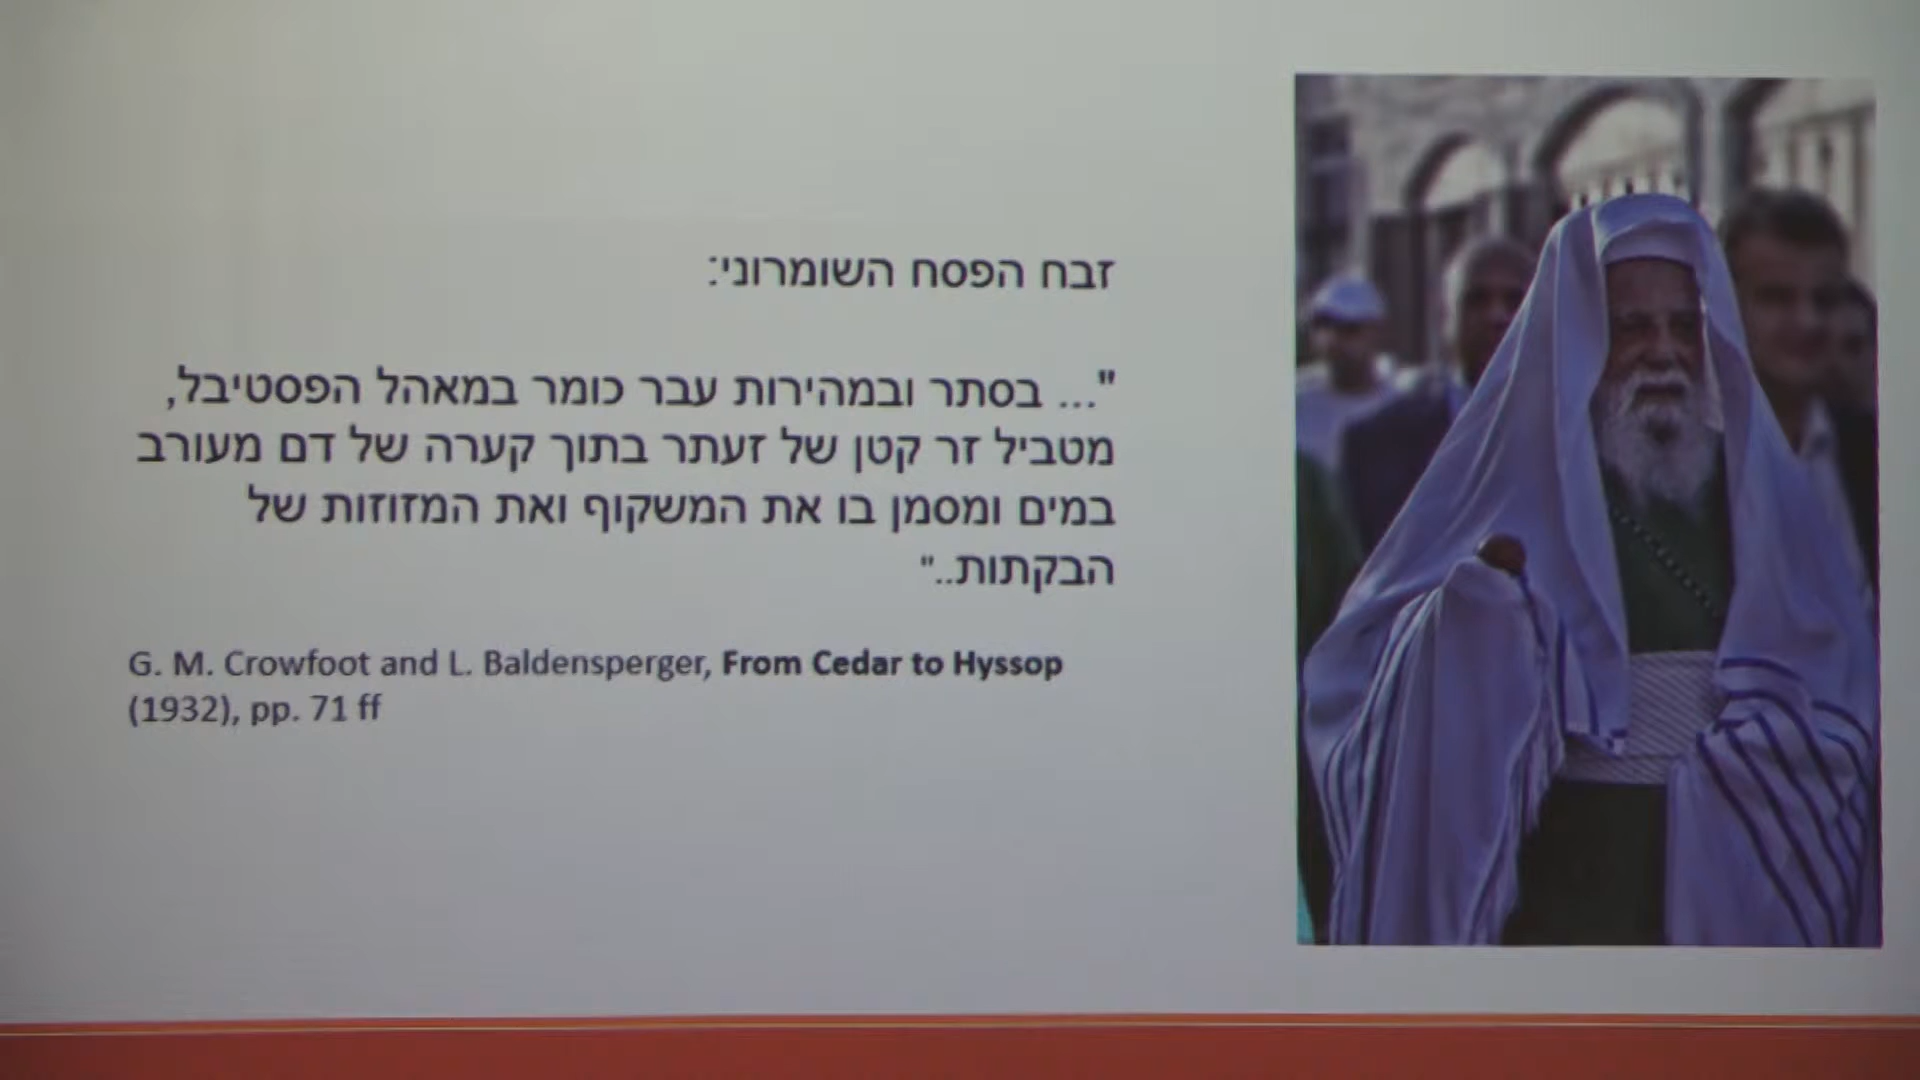 זבח הפסח השומרוני:
"... בסתר ובמהירות עבר כומר במאהל הפסטיבל,
מטביל זר קטן של זעתר בתוך קערה של דם מעורב
במים ומסמן בו את המשקוף ואת המזוזות של
הבקתות.."
G. M. Crowfoot and L. Baldensperger, From Cedar to Hyssop
(1932), pp. 71 ff